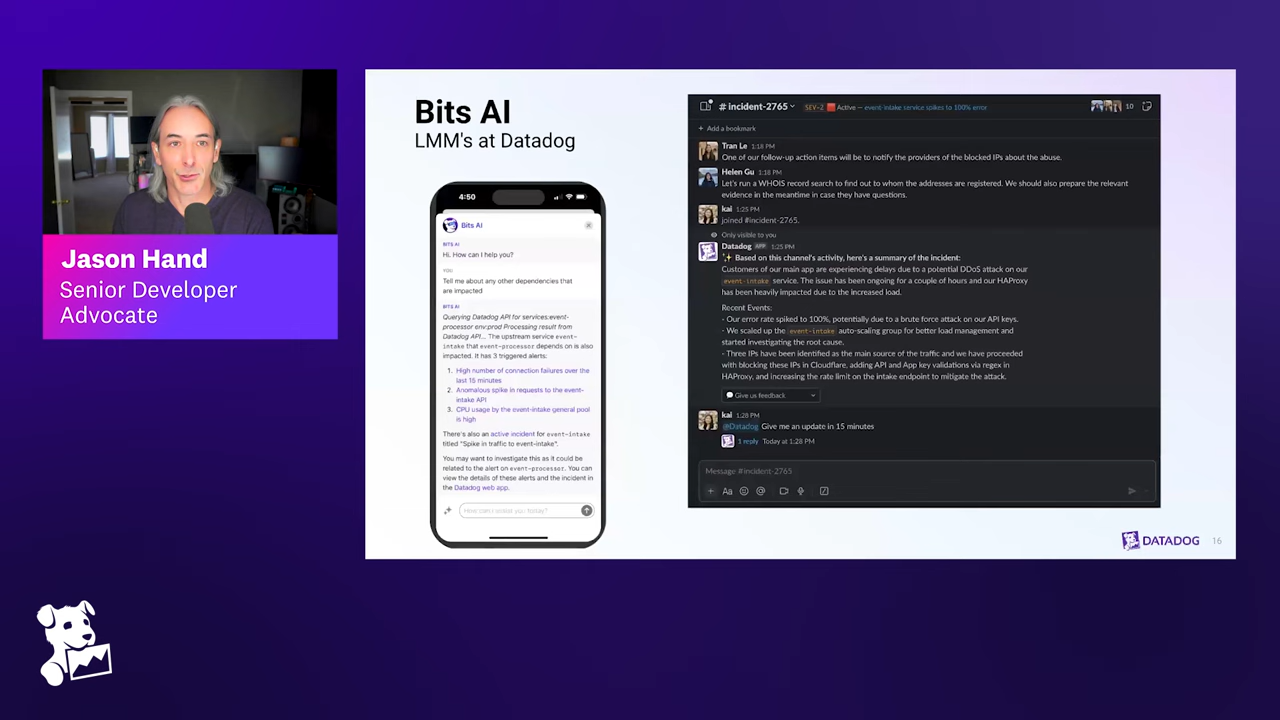 Jason Hand
Senior Developer
Advocate
Bits AI
LMM's at Datadog
4:50
Bits AI
BITS AI
Hi. How can I help you?
YOU
Tell me about any other dependencies that
are impacted
BITS AI
Querying Datadog API for services:event-
processor env:prod Processing result from
Datadog API... The upstream service event-
intake that event-processor depends on is also
impacted. It has 3 triggered alerts:
1. High number of connection failures over the
last 15 minutes
2. Anomalous spike in requests to the event-
intake API
3. CPU usage by the event-intake general pool
is high
There's also an active incident for event-intake
titled "Spike in traffic to event-intake".
You may want to investigate this as it could be
related to the alert on event-processor. You can
view the details of these alerts and the incident in
the Datadog web app.
How can I assist you today?
# incident-2765
SEV-2 Active — event-intake service spikes to 100% error
10
+ Add a bookmark
Tran Le 1:18 PM
One of our follow-up action items will be to notify the providers of the blocked IPs about the abuse.
Helen Gu 1:18 PM
Let's run a WHOIS record search to find out to whom the addresses are registered. We should also prepare the relevant
evidence in the meantime in case they have questions.
kai 1:25 PM
joined #incident-2765.
Only visible to you
Datadog APP 1:25 PM
✨ Based on this channel's activity, here's a summary of the incident:
Customers of our main app are experiencing delays due to a potential DDoS attack on our
event-intake service. The issue has been ongoing for a couple of hours and our HAProxy
has been heavily impacted due to the increased load.
Recent Events:
- Our error rate spiked to 100%, potentially due to a brute force attack on our API keys.
- We scaled up the event-intake auto-scaling group for better load management and
started investigating the root cause.
- Three IPs have been identified as the main source of the traffic and we have proceeded
with blocking these IPs in Cloudflare, adding API and App key validations via regex in
HAProxy, and increasing the rate limit on the intake endpoint to mitigate the attack.
Give us feedback
kai 1:28 PM
@Datadog Give me an update in 15 minutes
1 reply Today at 1:28 PM
Message #incident-2765
Aa
DATADOG
16